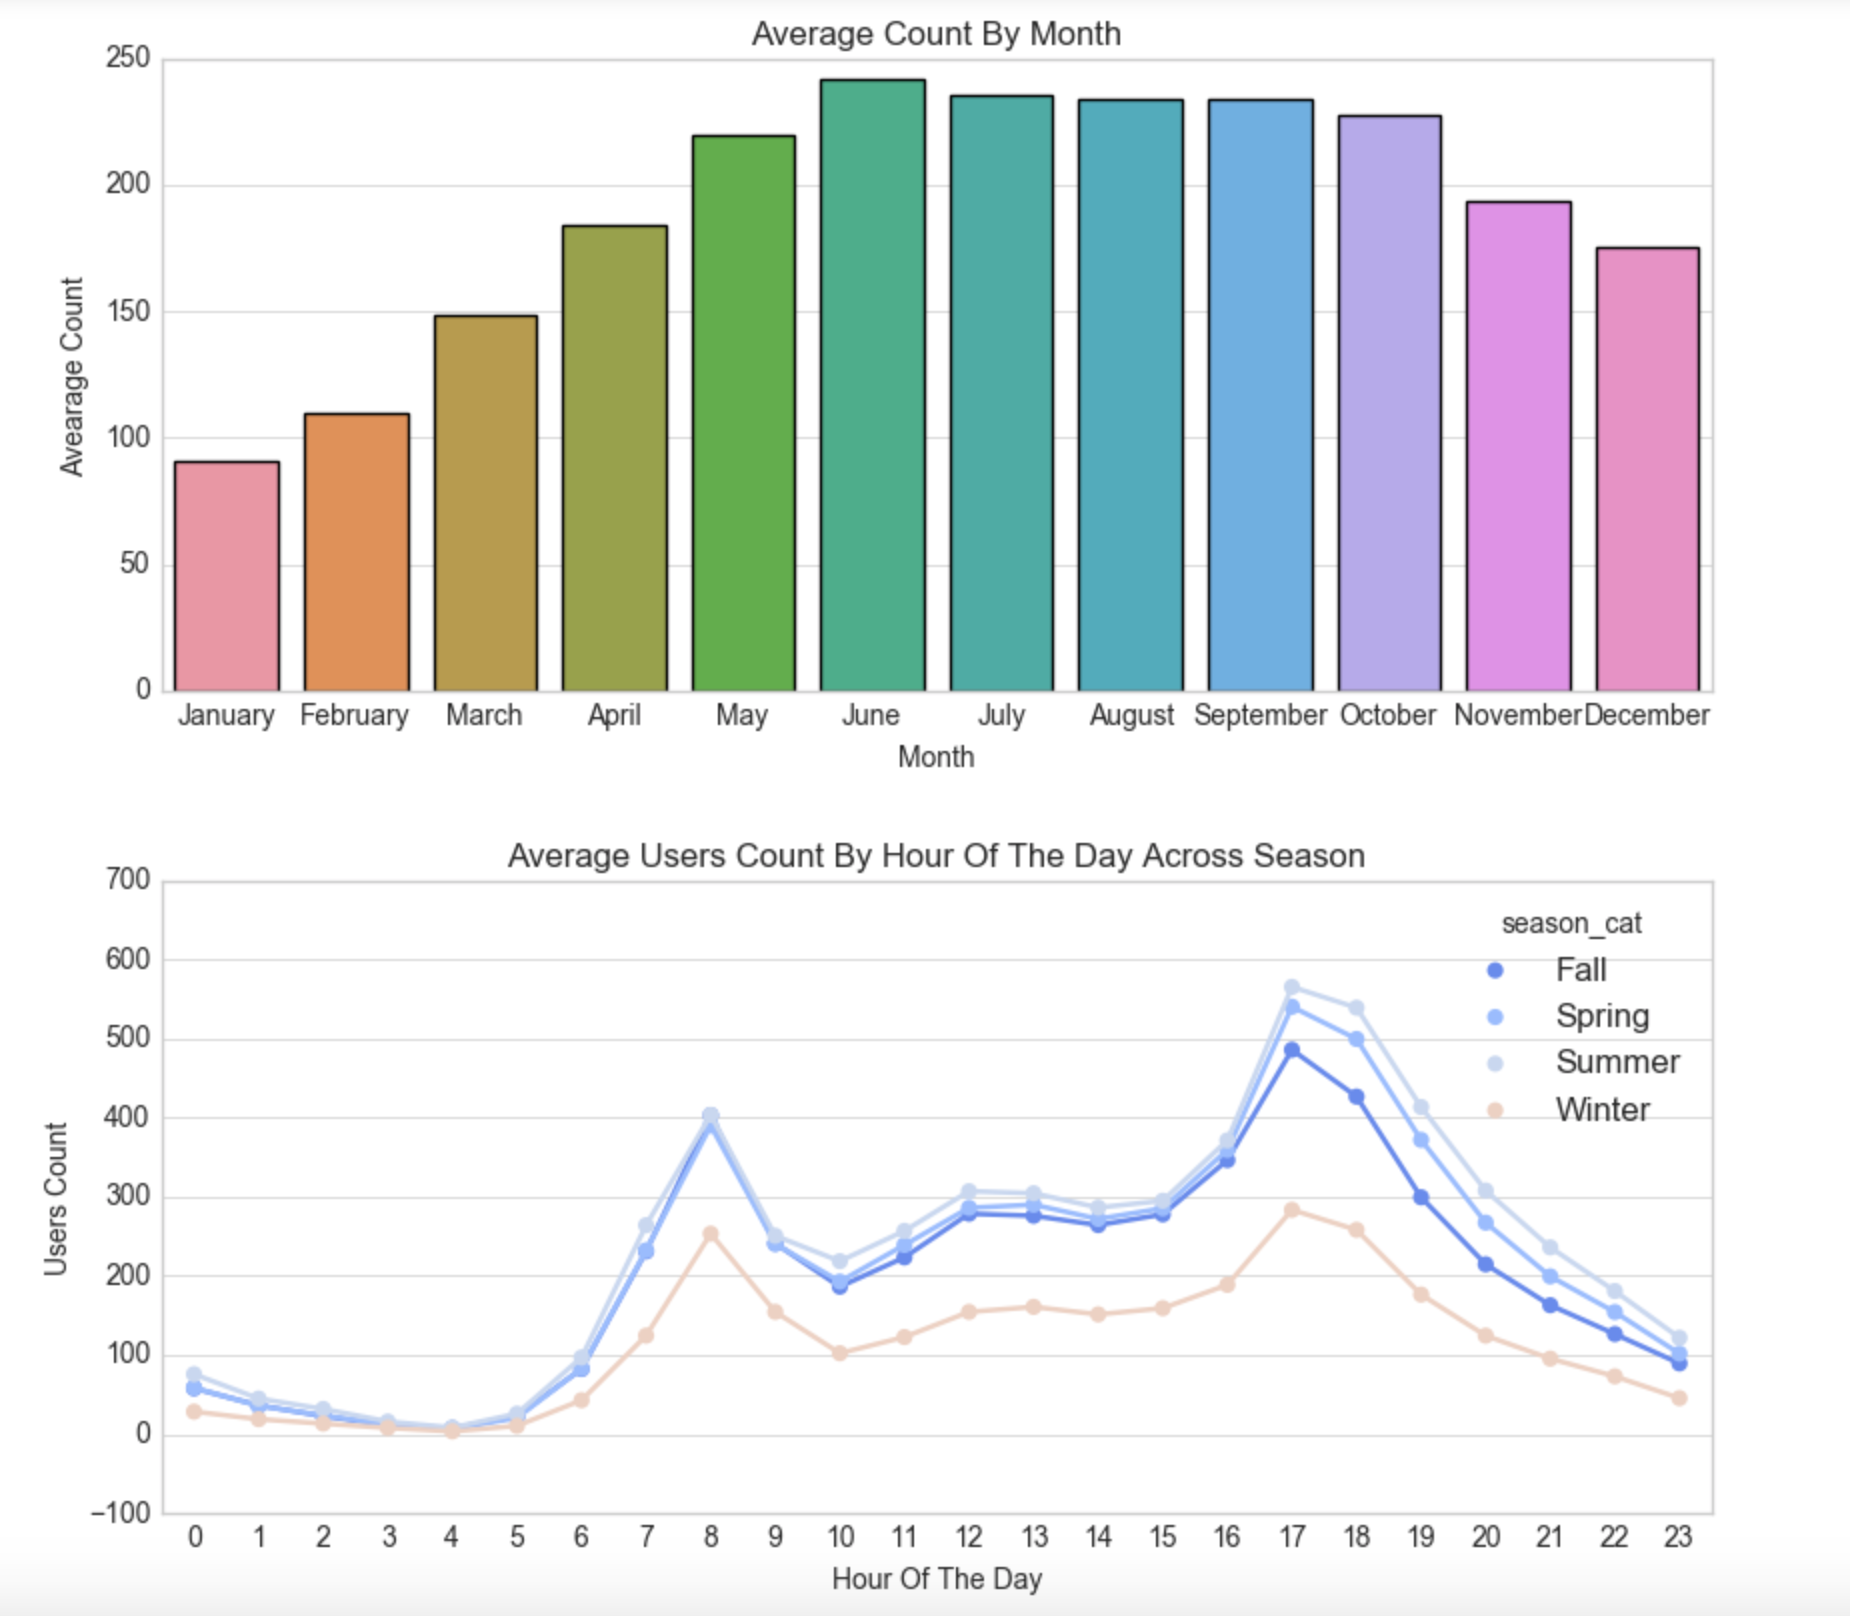 Average Count By Month
250
200
150
100
50
0
Avearage Count
January February March April May June July August September October November December
Month
Average Users Count By Hour Of The Day Across Season
700
600
500
400
300
200
100
0
−100
Users Count
season_cat
Fall
Spring
Summer
Winter
0 1 2 3 4 5 6 7 8 9 10 11 12 13 14 15 16 17 18 19 20 21 22 23
Hour Of The Day